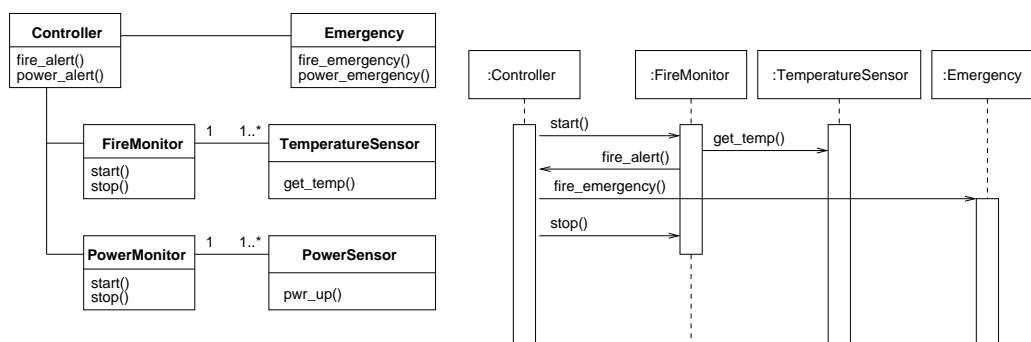 Controller
fire_alert()
power_alert()
Emergency
fire_emergency()
power_emergency()
FireMonitor
start()
stop()
1 1..*
TemperatureSensor
get_temp()
PowerMonitor
start()
stop()
1 1..*
PowerSensor
pwr_up()
:Controller
:FireMonitor
:TemperatureSensor
:Emergency
start()
get_temp()
fire_alert()
fire_emergency()
stop()